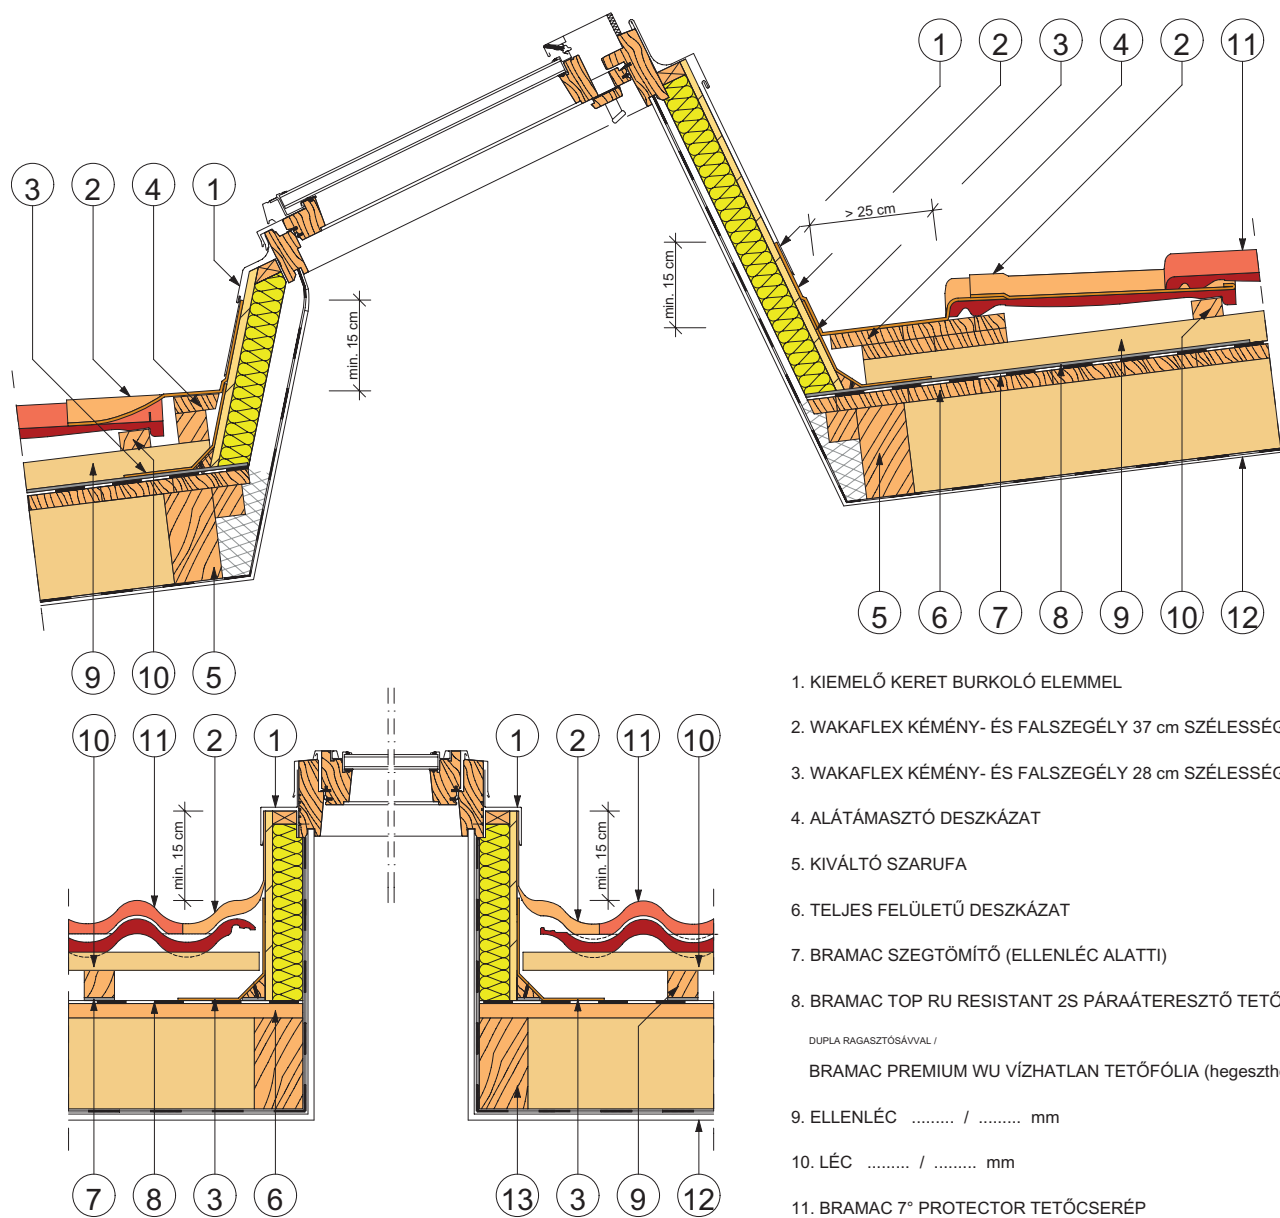 1
2
3
4
2
11
3
2
4
1
> 25 cm
min. 15 cm
min. 15 cm
9
10
5
5
6
7
8
9
10
12
10
11
2
1
1
2
11
10
min. 15 cm
min. 15 cm
7
8
3
6
13
3
9
12
1. KIEMELŐ KERET BURKOLÓ ELEMMEL
2. WAKAFLEX KÉMÉNY- ÉS FALSZEGÉLY 37 cm SZÉLESSÉG
3. WAKAFLEX KÉMÉNY- ÉS FALSZEGÉLY 28 cm SZÉLESSÉG
4. ALÁTÁMASZTÓ DESZKÁZAT
5. KIVÁLTÓ SZARUFA
6. TELJES FELÜLETŰ DESZKÁZAT
7. BRAMAC SZEGTÖMÍTŐ (ELLENLÉC ALATTI)
8. BRAMAC TOP RU RESISTANT 2S PÁRAÁTERESZTŐ TETŐ
DUPLA RAGASZTÓSÁVVAL /
BRAMAC PREMIUM WU VÍZHATLAN TETŐFÓLIA (hegeszth
9. ELLENLÉC ......... / ......... mm
10. LÉC ......... / ......... mm
11. BRAMAC 7° PROTECTOR TETŐCSERÉP